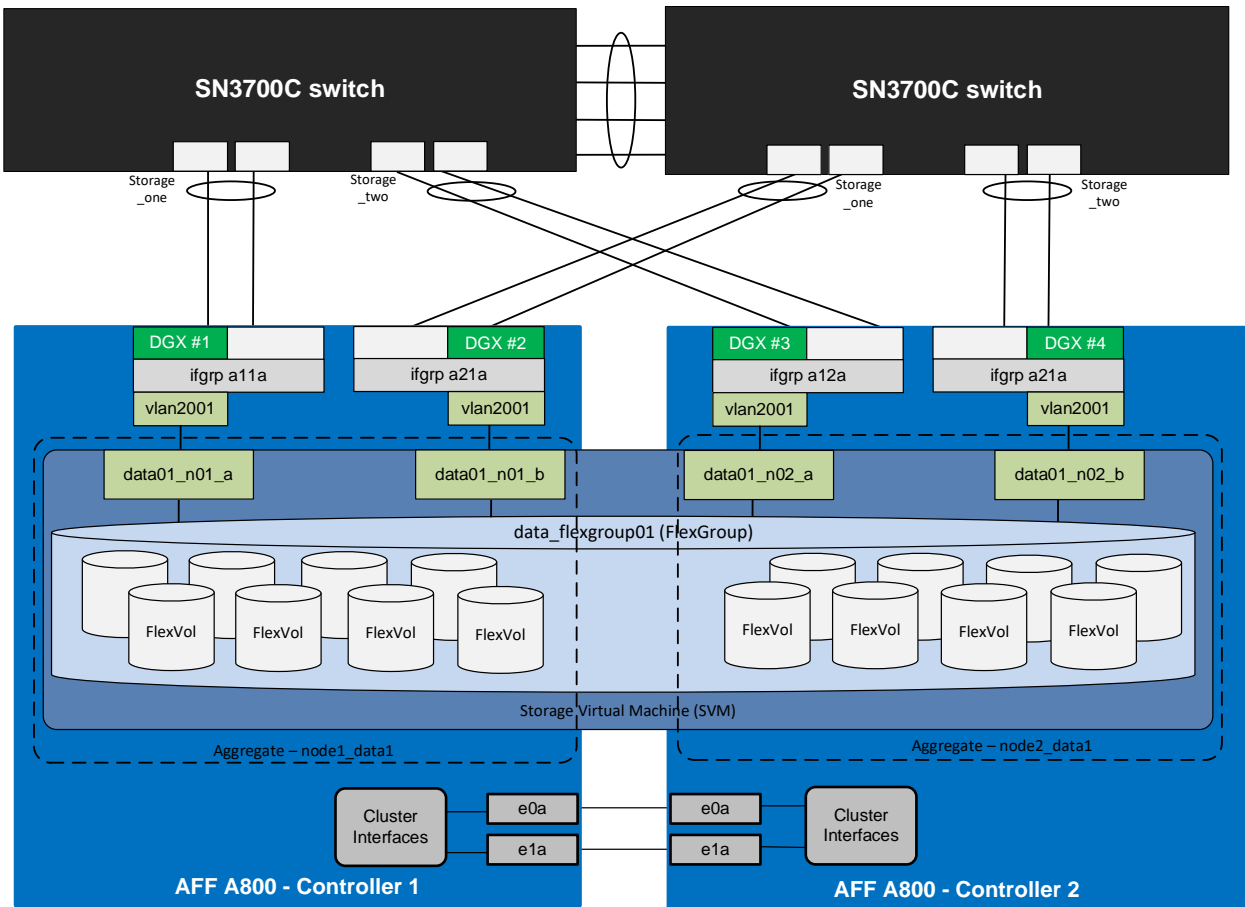 SN3700C switch
SN3700C switch
Storage
_one
Storage
_two
Storage
_one
Storage
_two
DGX #1
DGX #2
DGX #3
DGX #4
ifgrp a11a
ifgrp a21a
ifgrp a12a
ifgrp a21a
vlan2001
vlan2001
vlan2001
vlan2001
data01_n01_a
data01_n01_b
data01_n02_a
data01_n02_b
data_flexgroup01 (FlexGroup)
FlexVol
FlexVol
FlexVol
FlexVol
FlexVol
FlexVol
FlexVol
FlexVol
Storage Virtual Machine (SVM)
Aggregate – node1_data1
Aggregate – node2_data1
Cluster
Interfaces
e0a
e1a
e0a
e1a
Cluster
Interfaces
AFF A800 - Controller 1
AFF A800 - Controller 2